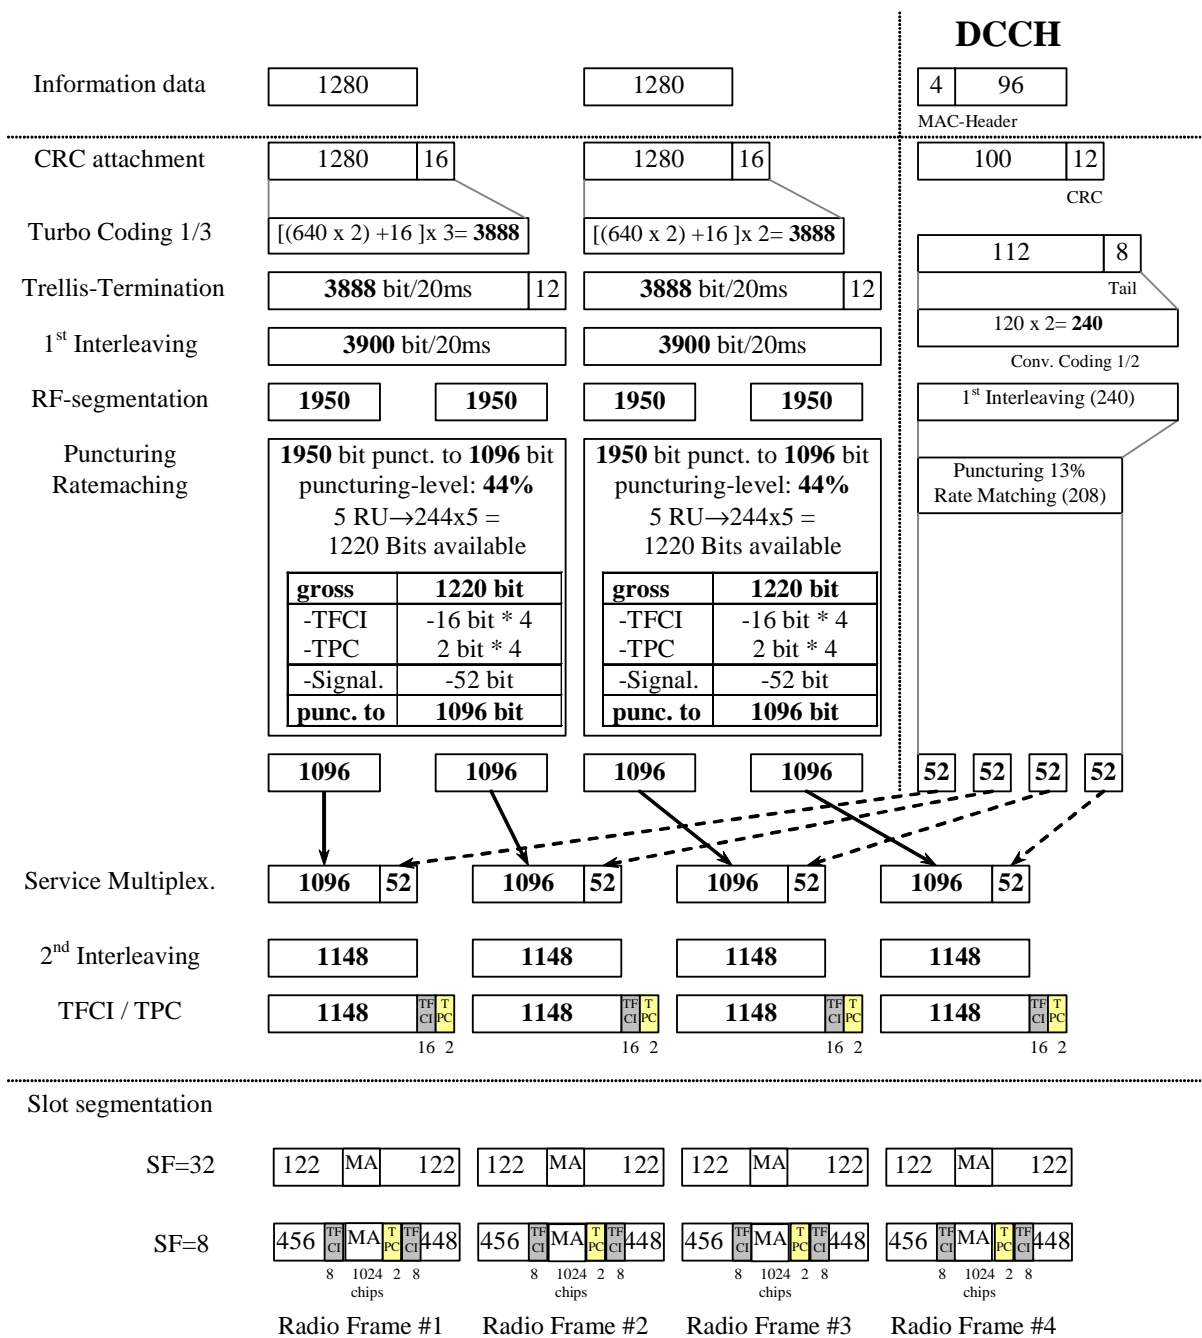 DCCH
Information data 1280 1280 4 96
MAC-Header
CRC attachment 1280 16 1280 16 100 12
CRC
Turbo Coding 1/3 [(640 x 2) +16 ]x 3= 3888 [(640 x 2) +16 ]x 2= 3888
112 8
Tail
Trellis-Termination 3888 bit/20ms 12 3888 bit/20ms 12
120 x 2= 240
Conv. Coding 1/2
1st Interleaving 3900 bit/20ms 3900 bit/20ms
RF-segmentation 1950 1950 1950 1950 1st Interleaving (240)
Puncturing
Ratemaching
1950 bit punct. to 1096 bit
puncturing-level: 44%
5 RU→244x5 =
1220 Bits available
gross 1220 bit
-TFCI -16 bit * 4
-TPC 2 bit * 4
-Signal. -52 bit
punc. to 1096 bit
1950 bit punct. to 1096 bit
puncturing-level: 44%
5 RU→244x5 =
1220 Bits available
gross 1220 bit
-TFCI -16 bit * 4
-TPC 2 bit * 4
-Signal. -52 bit
punc. to 1096 bit
Puncturing 13%
Rate Matching (208)
1096 1096 1096 1096 52 52 52 52
Service Multiplex. 1096 52 1096 52 1096 52 1096 52
2nd Interleaving 1148 1148 1148 1148
TFCI / TPC 1148 TF CI T PC 1148 TF CI T PC 1148 TF CI T PC 1148 TF CI T PC
16 2 16 2 16 2 16 2
Slot segmentation
SF=32 122 MA 122 122 MA 122 122 MA 122 122 MA 122
SF=8 456 TF CI MA T PC TF CI 448 456 TF CI MA T PC TF CI 448 456 TF CI MA T PC TF CI 448 456 TF CI MA T PC TF CI 448
8 1024 2 8 8 1024 2 8 8 1024 2 8 8 1024 2 8
chips chips chips chips
Radio Frame #1 Radio Frame #2 Radio Frame #3 Radio Frame #4